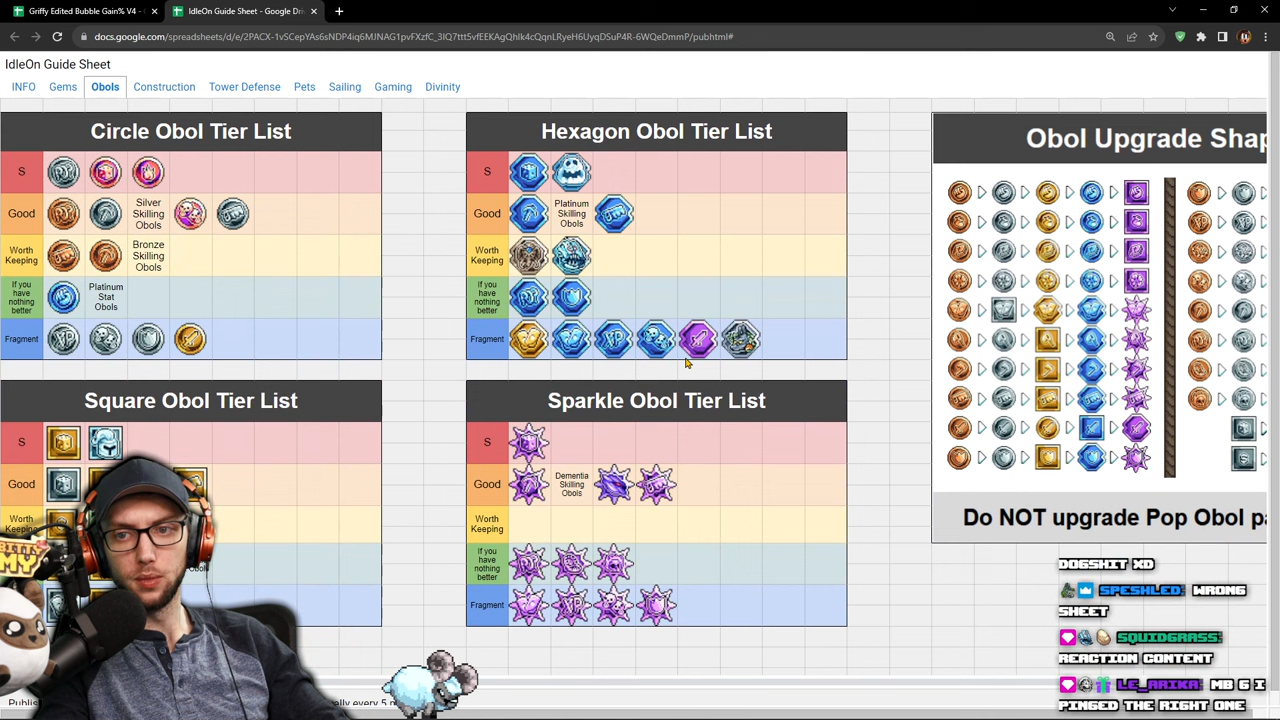 Griffy Edited Bubble Gain% V4 -
IdleOn Guide Sheet - Google Dri
docs.google.com/spreadsheets/d/e/2PACX-1vSCepYAs6sNDP4iq6MJNAG1pvFXzfC_3IQ7ttt5vfEEKAgQhIk4cQqnLRyeH6UyqDSuP4R-6WQeDmmP/pubhtml#
IdleOn Guide Sheet
INFO
Gems
Obols
Construction
Tower Defense
Pets
Sailing
Gaming
Divinity
Circle Obol Tier List
S
Good
Silver Skilling Obols
Worth Keeping
Bronze Skilling Obols
If you have nothing better
Platinum Stat Obols
Fragment
Hexagon Obol Tier List
S
Good
Platinum Skilling Obols
Worth Keeping
If you have nothing better
Fragment
Obol Upgrade Shap
Do NOT upgrade Pop Obol pa
Square Obol Tier List
S
Good
Worth Keeping
Sparkle Obol Tier List
S
Good
Dementia Skilling Obols
Worth Keeping
If you have nothing better
Fragment
DOGSHIT XD
SPESHLED: WRONG
SHEET
SQUIDGRASS:
REACTION CONTENT
LE_ARIKA: MB G I
PINGED THE RIGHT ONE